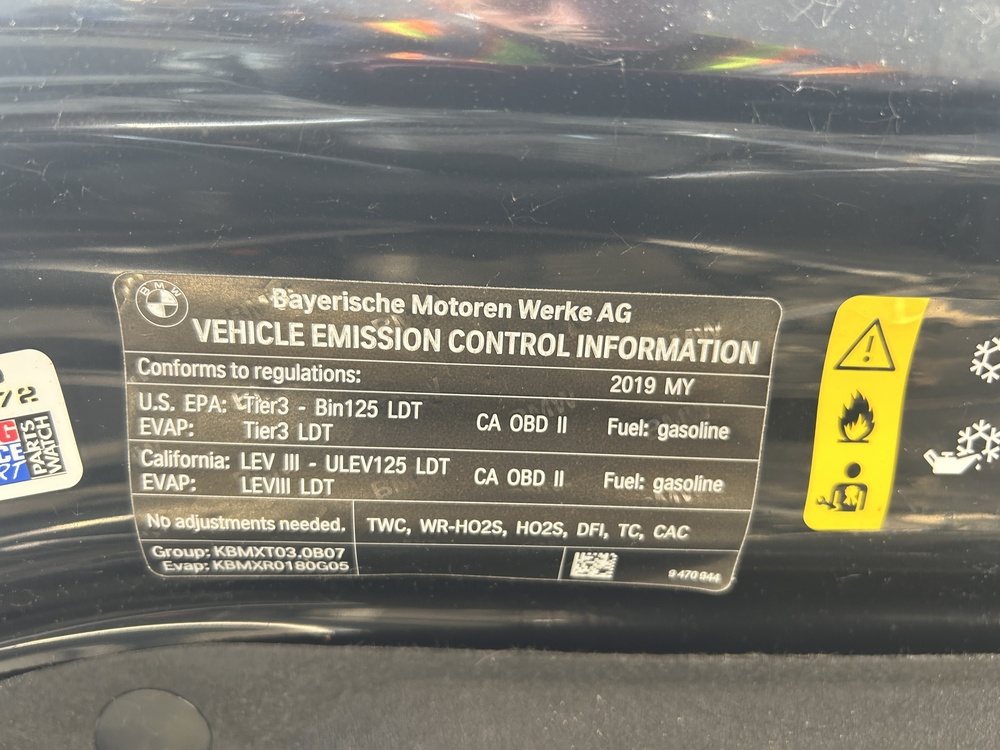 BMW
Bayerische Motoren Werke AG
VEHICLE EMISSION CONTROL INFORMATION
Conforms to regulations: 2019 MY
U.S. EPA: Tier3 - Bin125 LDT CA OBD II Fuel: gasoline
EVAP: Tier3 LDT
California: LEV III - ULEV125 LDT CA OBD II Fuel: gasoline
EVAP: LEVIII LDT
No adjustments needed. TWC, WR-HO2S, HO2S, DFI, TC, CAC
Group: KBMXT03.0B07
Evap: KBMXR0180G05
9 470 944
72
PARTS
WATCH